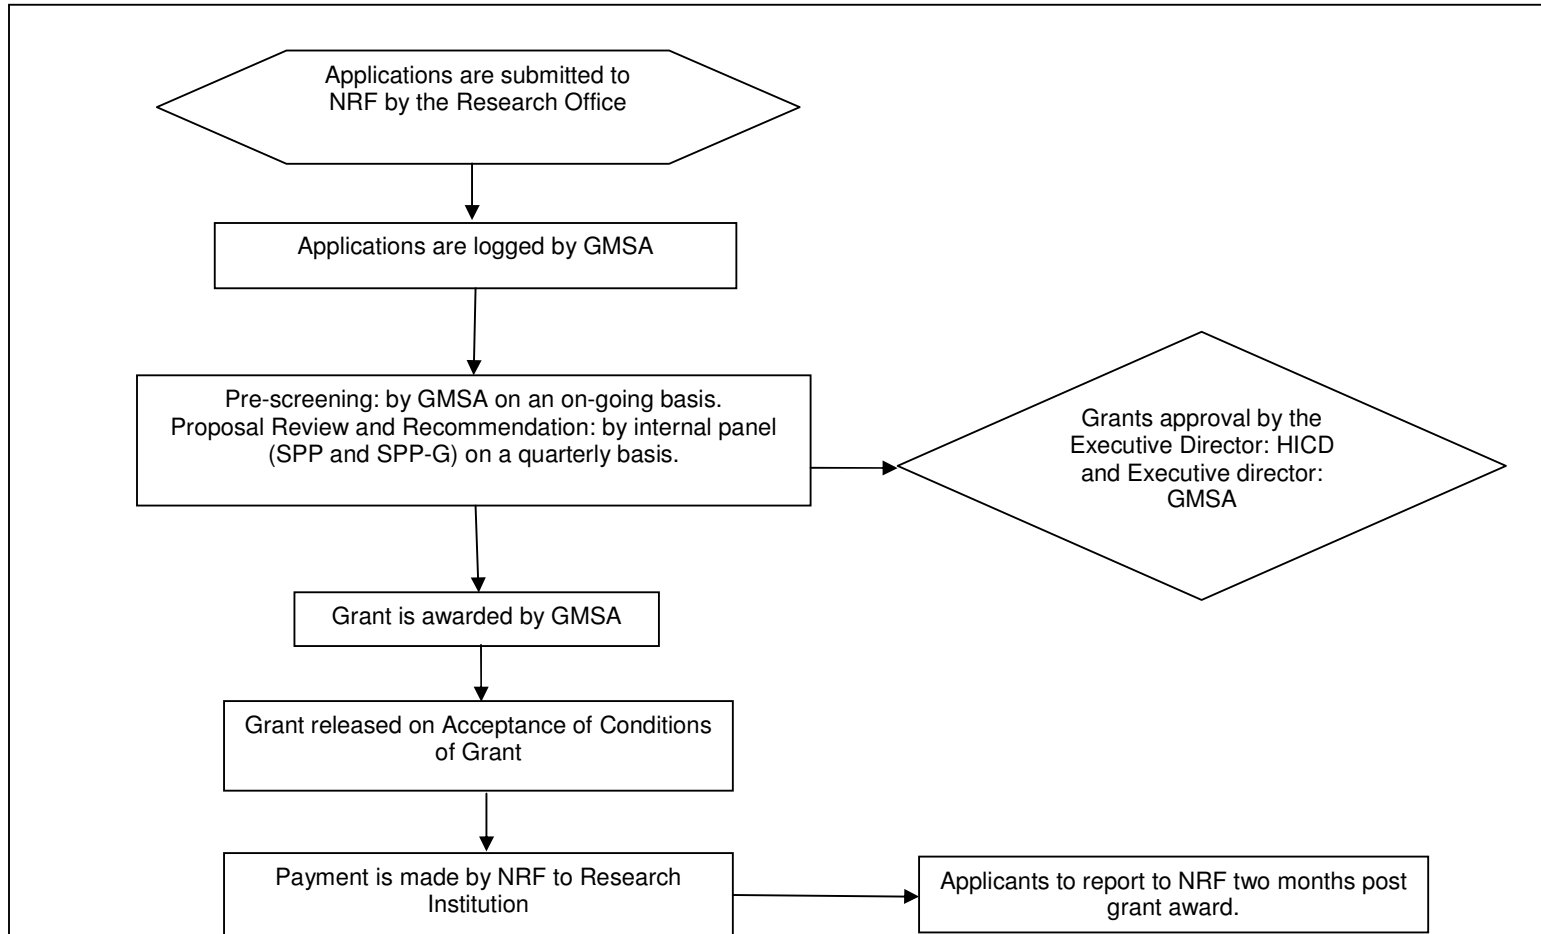 Applications are submitted to
NRF by the Research Office
Applications are logged by GMSA
Pre-screening: by GMSA on an on-going basis.
Proposal Review and Recommendation: by internal panel
(SPP and SPP-G) on a quarterly basis.
Grants approval by the
Executive Director: HICD
and Executive director:
GMSA
Grant is awarded by GMSA
Grant released on Acceptance of Conditions
of Grant
Payment is made by NRF to Research
Institution
Applicants to report to NRF two months post
grant award.